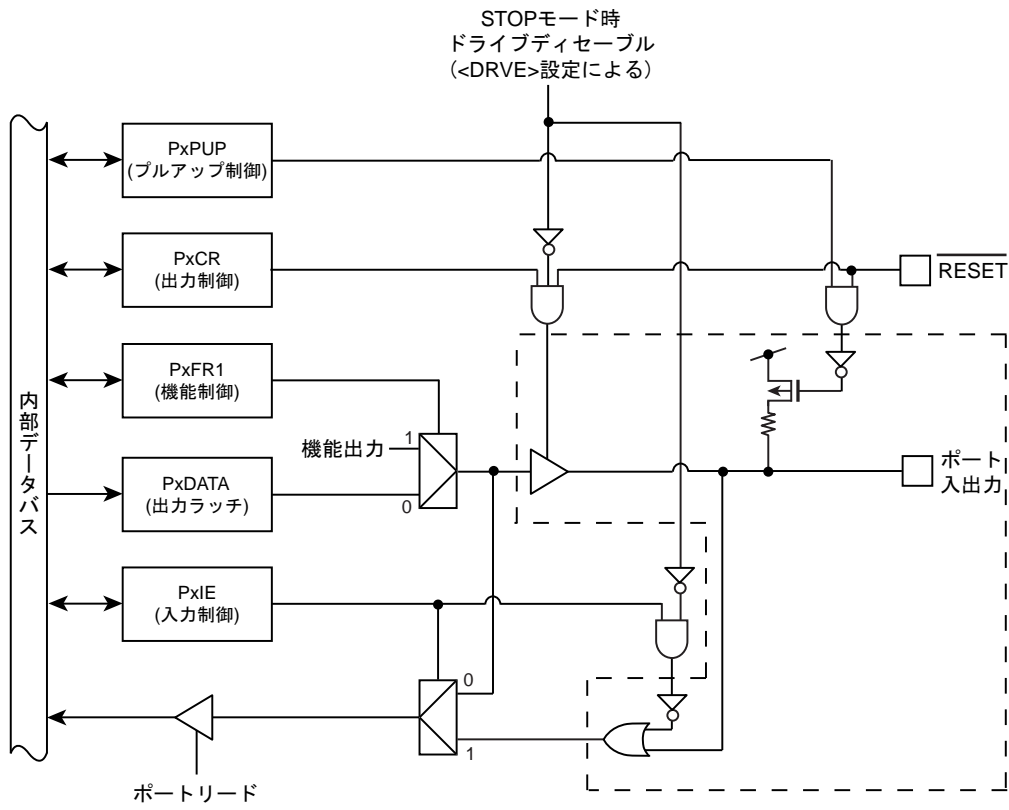 STOPモード時
ドライブディセーブル
(<DRVE>設定による)
PxPUP
(プルアップ制御)
PxCR
(出力制御)
RESET
PxFR1
(機能制御)
内部データバス
機能出力
1
PxDATA
(出力ラッチ)
0
ポート
入出力
PxIE
(入力制御)
0
1
ポートリード